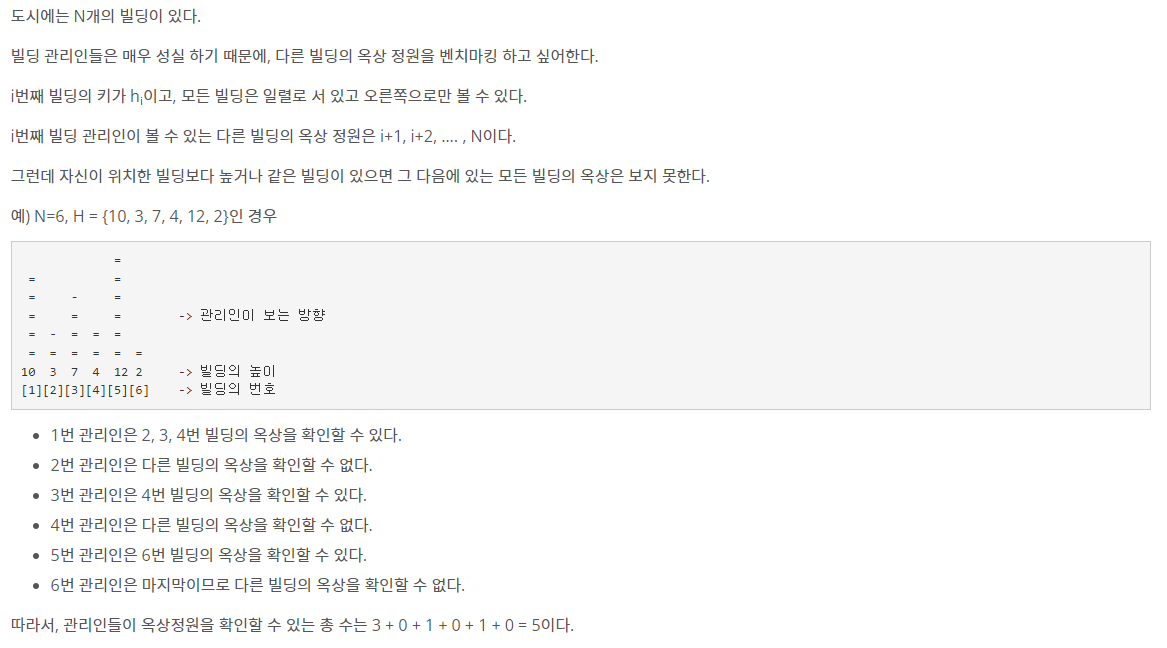 도시에는 N개의 빌딩이 있다.
빌딩 관리인들은 매우 성실 하기 때문에, 다른 빌딩의 옥상 정원을 벤치마킹 하고 싶어한다.
i번째 빌딩의 키가 hi이고, 모든 빌딩은 일렬로 서 있고 오른쪽으로만 볼 수 있다.
i번째 빌딩 관리인이 볼 수 있는 다른 빌딩의 옥상 정원은 i+1, i+2, .... , N이다.
그런데 자신이 위치한 빌딩보다 높거나 같은 빌딩이 있으면 그 다음에 있는 모든 빌딩의 옥상은 보지 못한다.
예) N=6, H = {10, 3, 7, 4, 12, 2}인 경우
=
= =
= - =
= = = -> 관리인이 보는 방향
= - = = =
= = = = = =
10 3 7 4 12 2 -> 빌딩의 높이
[1][2][3][4][5][6] -> 빌딩의 번호
• 1번 관리인은 2, 3, 4번 빌딩의 옥상을 확인할 수 있다.
• 2번 관리인은 다른 빌딩의 옥상을 확인할 수 없다.
• 3번 관리인은 4번 빌딩의 옥상을 확인할 수 있다.
• 4번 관리인은 다른 빌딩의 옥상을 확인할 수 없다.
• 5번 관리인은 6번 빌딩의 옥상을 확인할 수 있다.
• 6번 관리인은 마지막이므로 다른 빌딩의 옥상을 확인할 수 없다.
따라서, 관리인들이 옥상정원을 확인할 수 있는 총 수는 3 + 0 + 1 + 0 + 1 + 0 = 5이다.